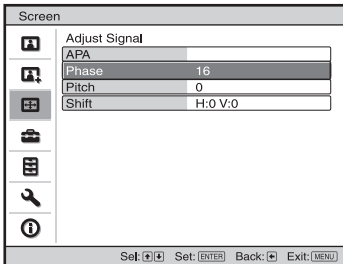 Screen
Adjust Signal
APA
Phase 16
Pitch 0
Shift H:0 V:0
Sel: Set: ENTER Back: Exit: MENU